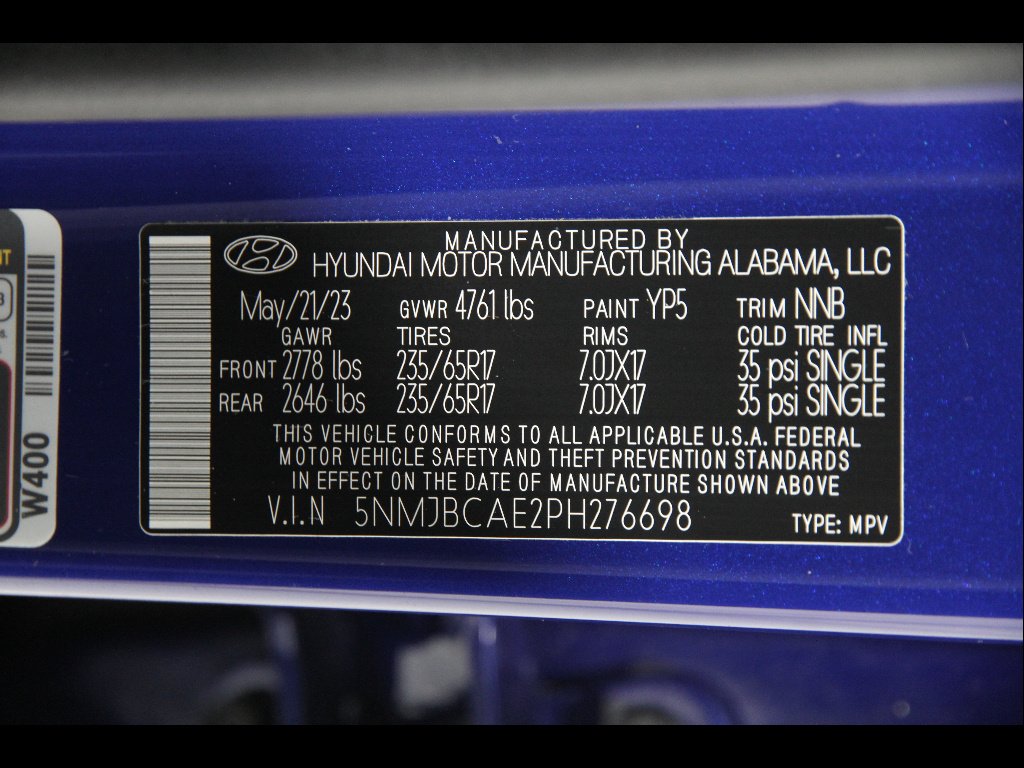 MANUFACTURED BY
HYUNDAI MOTOR MANUFACTURING ALABAMA, LLC
May/21/23 GVWR 4761 lbs PAINT YP5 TRIM NNB
GAWR TIRES RIMS COLD TIRE INFL
FRONT 2778 lbs 235/65R17 7.0JX17 35 psi SINGLE
REAR 2646 lbs 235/65R17 7.0JX17 35 psi SINGLE
THIS VEHICLE CONFORMS TO ALL APPLICABLE U.S.A. FEDERAL
MOTOR VEHICLE SAFETY AND THEFT PREVENTION STANDARDS
IN EFFECT ON THE DATE OF MANUFACTURE SHOWN ABOVE
V.I.N 5NMJBCAE2PH276698 TYPE: MPV
W400